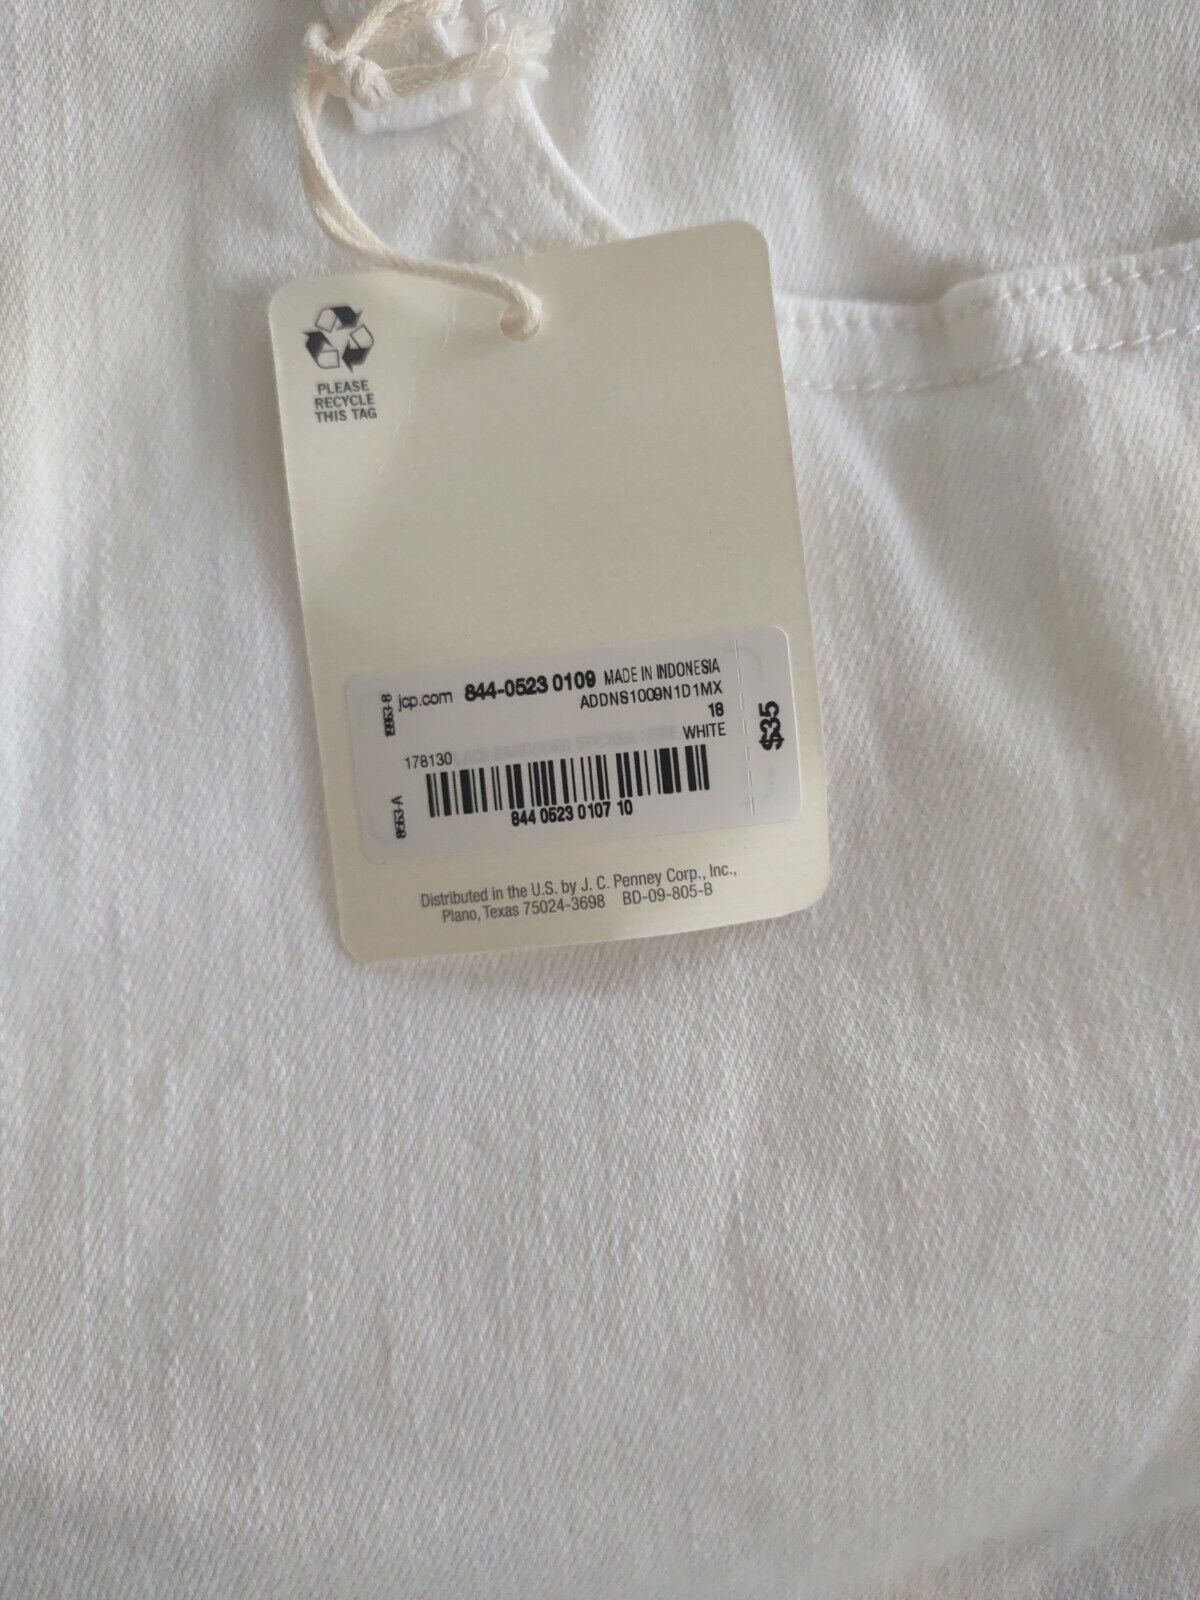 PLEASE
RECYCLE
THIS TAG
jcp.com 844-0523 0109 MADE IN INDONESIA
ADDNS1009N1D1MX
18
178130 WHITE
$35
844 0523 0107 10
Distributed in the U.S. by J. C. Penney Corp., Inc.,
Plano, Texas 75024-3698 BD-09-805-B